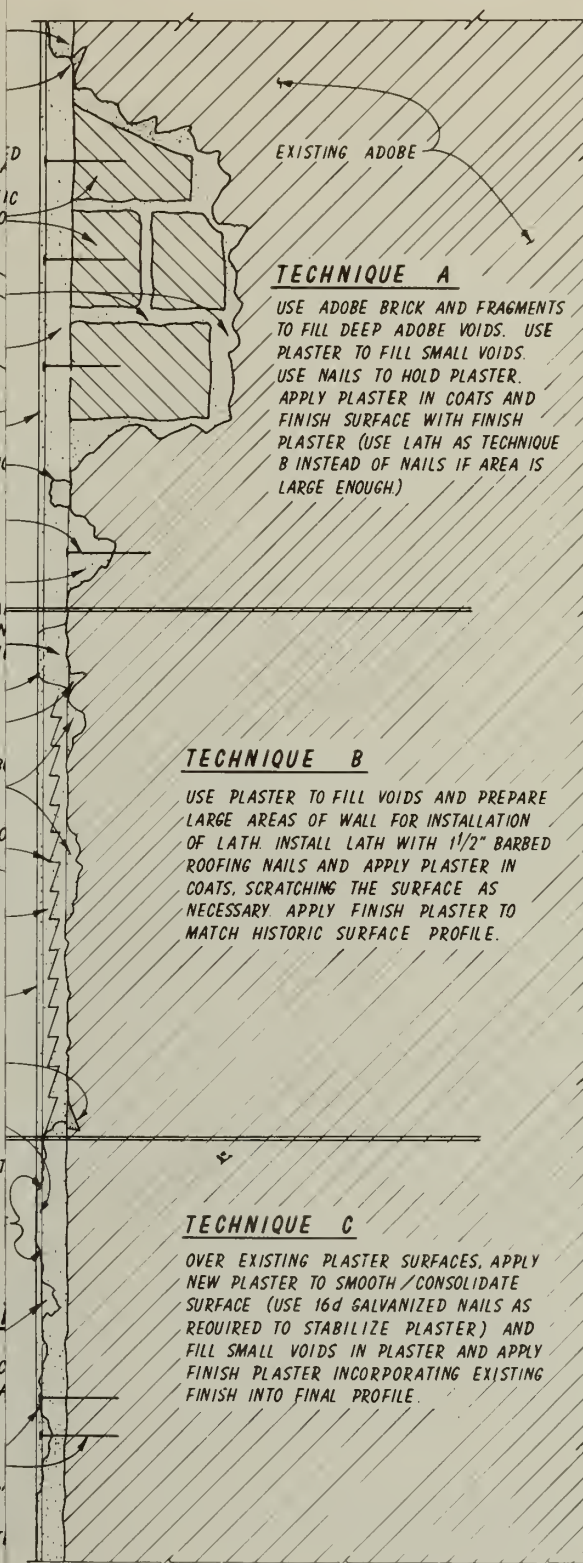 EXISTING ADOBE
TECHNIQUE A
USE ADOBE BRICK AND FRAGMENTS
TO FILL DEEP ADOBE VOIDS. USE
PLASTER TO FILL SMALL VOIDS.
USE NAILS TO HOLD PLASTER.
APPLY PLASTER IN COATS AND
FINISH SURFACE WITH FINISH
PLASTER (USE LATH AS TECHNIQUE
B INSTEAD OF NAILS IF AREA IS
LARGE ENOUGH.)
TECHNIQUE B
USE PLASTER TO FILL VOIDS AND PREPARE
LARGE AREAS OF WALL FOR INSTALLATION
OF LATH. INSTALL LATH WITH 1 1/2" BARBED
ROOFING NAILS AND APPLY PLASTER IN
COATS, SCRATCHING THE SURFACE AS
NECESSARY. APPLY FINISH PLASTER TO
MATCH HISTORIC SURFACE PROFILE.
TECHNIQUE C
OVER EXISTING PLASTER SURFACES, APPLY
NEW PLASTER TO SMOOTH/CONSOLIDATE
SURFACE (USE 16d GALVANIZED NAILS AS
REQUIRED TO STABILIZE PLASTER) AND
FILL SMALL VOIDS IN PLASTER AND APPLY
FINISH PLASTER INCORPORATING EXISTING
FINISH INTO FINAL PROFILE.